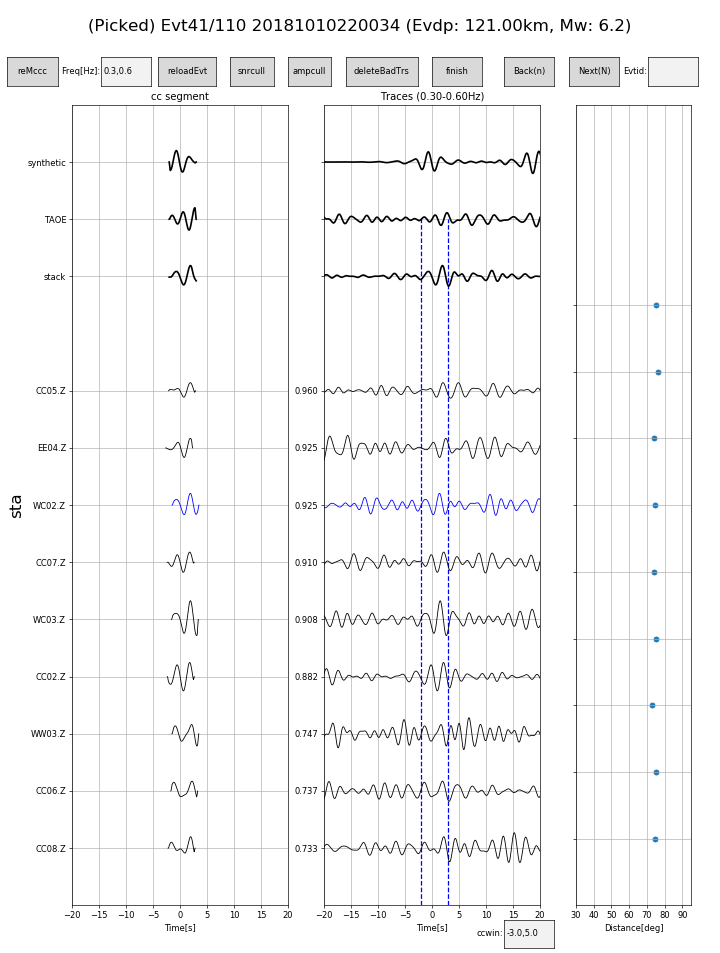 (Picked) Evt41/110 20181010220034 (Evdp: 121.00km, Mw: 6.2)
reMccc Freq[Hz]: 0.3,0.6 reloadEvt snrcull ampcull deleteBadTrs finish Back(n) Next(N) Evtid:
cc segment Traces (0.30-0.60Hz)
synthetic
TAOE
stack
CC05.Z 0.960
EE04.Z 0.925
WC02.Z 0.925
sta
CC07.Z 0.910
WC03.Z 0.908
CC02.Z 0.882
WW03.Z 0.747
CC06.Z 0.737
CC08.Z 0.733
−20 −15 −10 −5 0 5 10 15 20 −20 −15 −10 −5 0 5 10 15 20 30 40 50 60 70 80 90
Time[s] Time[s] Distance[deg]
ccwin: -3.0,5.0